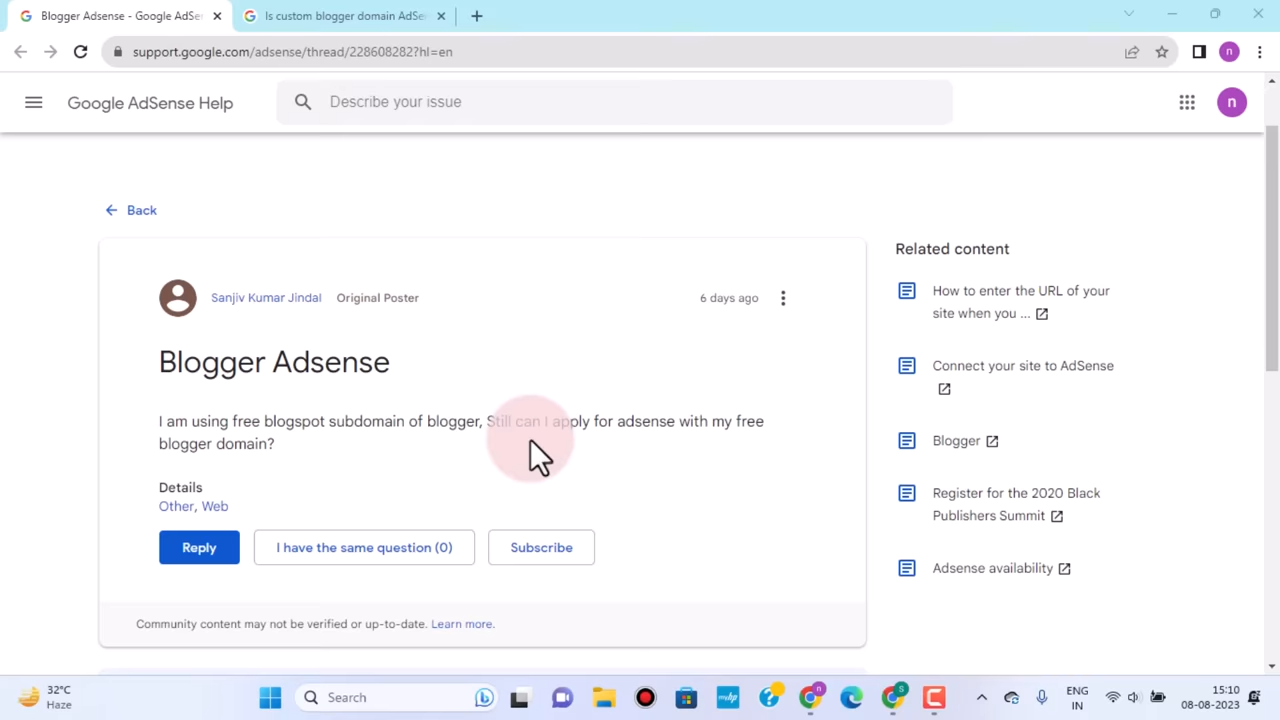 Blogger Adsense - Google AdSe
Is custom blogger domain AdSe
support.google.com/adsense/thread/228608282?hl=en
n
Google AdSense Help
Describe your issue
n
Back
Sanjiv Kumar Jindal
Original Poster
6 days ago
Blogger Adsense
I am using free blogspot subdomain of blogger, Still can I apply for adsense with my free
blogger domain?
Details
Other, Web
Reply
I have the same question (0)
Subscribe
Community content may not be verified or up-to-date. Learn more.
Related content
How to enter the URL of your
site when you ...
Connect your site to AdSense
Blogger
Register for the 2020 Black
Publishers Summit
Adsense availability
32°C
Haze
Search
ENG
IN
15:10
08-08-2023